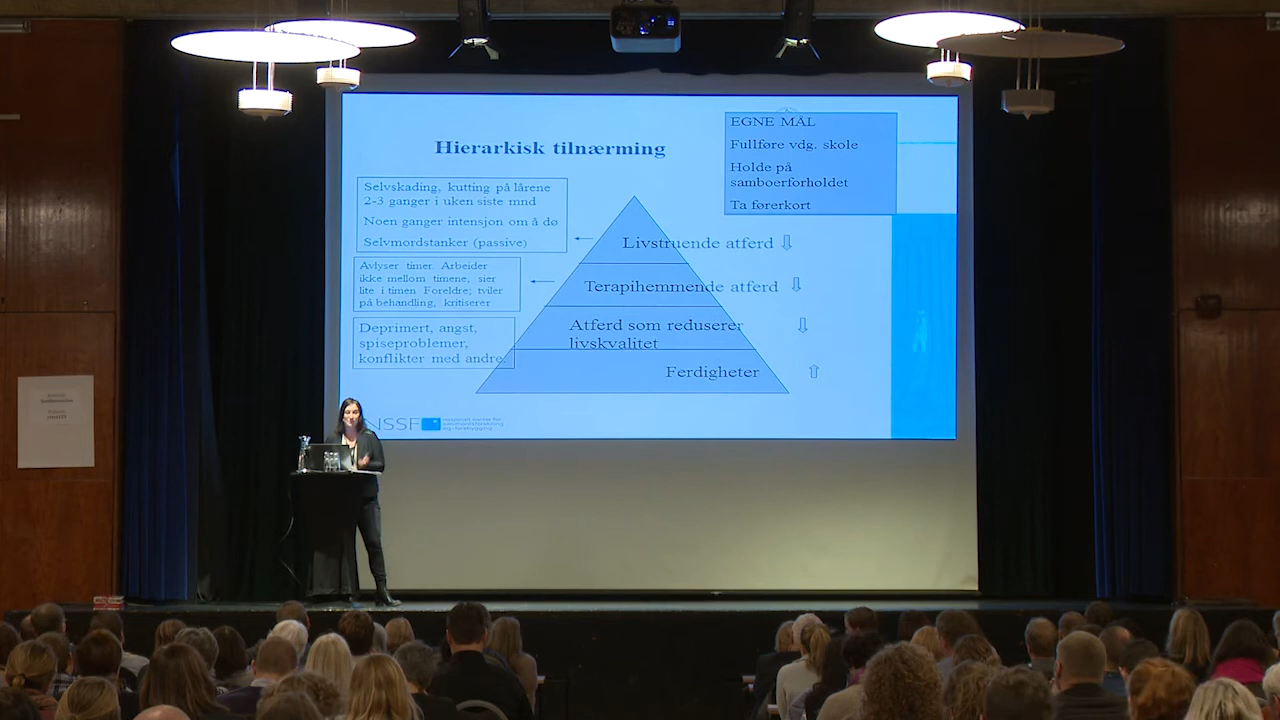 Hierarkisk tilnærming
EGNE MÅL
Fullføre vdg. skole
Holde på
samboerforholdet
Ta førerkort
Selvskading, kutting på lårene
2-3 ganger i uken siste mnd
Noen ganger intensjon om å dø
Selvmordstanker (passive)
Avlyser timer. Arbeider
ikke mellom timene, sier
lite i timen Foreldre; tviler
på behandling, kritiserer
Deprimert, angst,
spiseproblemer,
konflikter med andre.
Livstruende atferd
Terapihemmende atferd
Atferd som reduserer
livskvalitet
Ferdigheter
NSSF